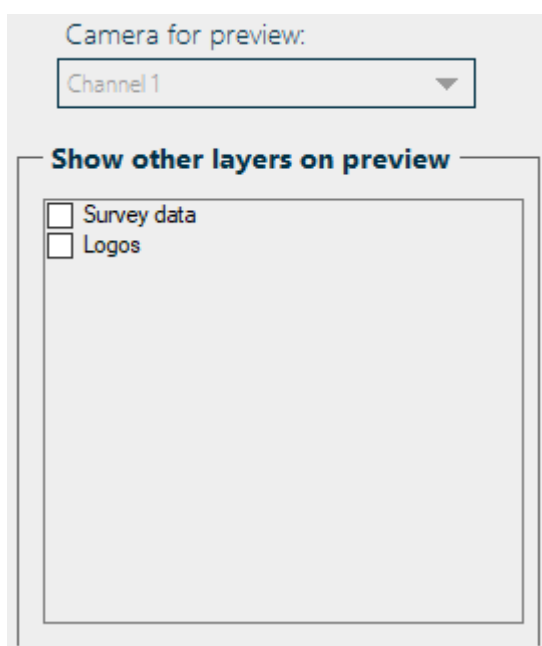 Camera for preview:
Channel 1
Show other layers on preview
Survey data
Logos